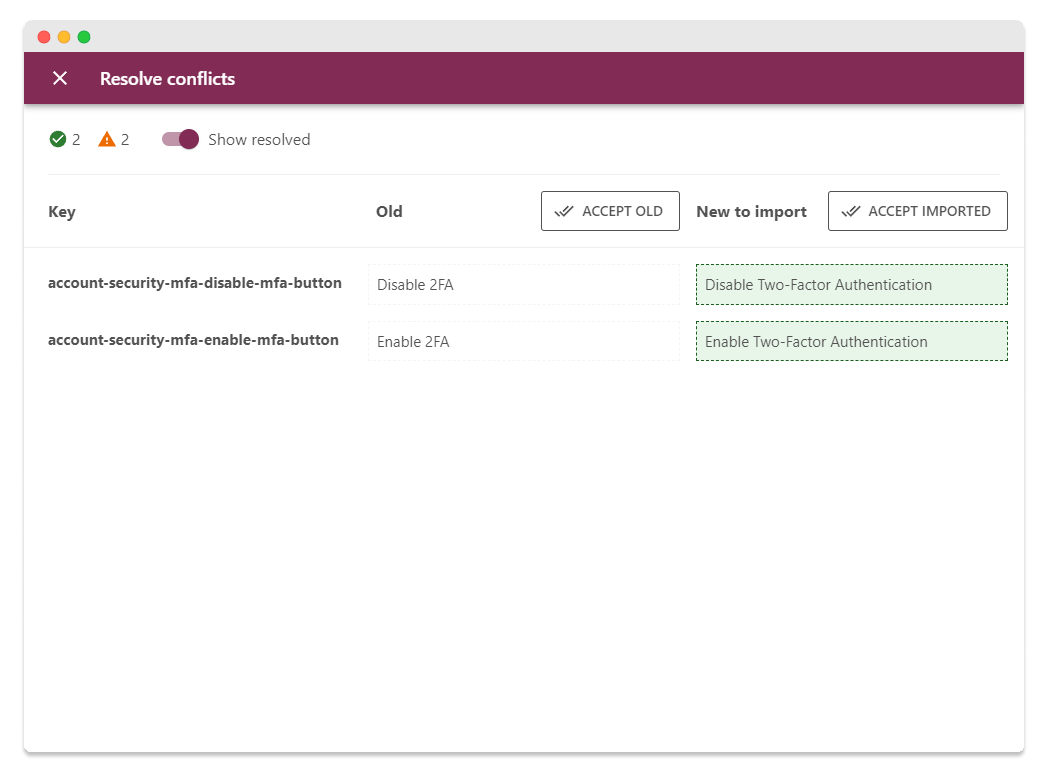 Resolve conflicts
2 2 Show resolved
Key Old ACCEPT OLD New to import ACCEPT IMPORTED
account-security-mfa-disable-mfa-button Disable 2FA Disable Two-Factor Authentication
account-security-mfa-enable-mfa-button Enable 2FA Enable Two-Factor Authentication